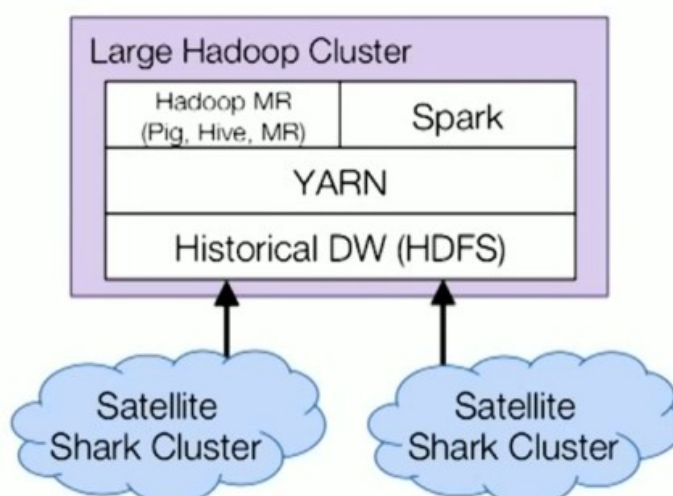 Large Hadoop Cluster
Hadoop MR
(Pig, Hive, MR)
Spark
YARN
Historical DW (HDFS)
Satellite
Shark Cluster
Satellite
Shark Cluster